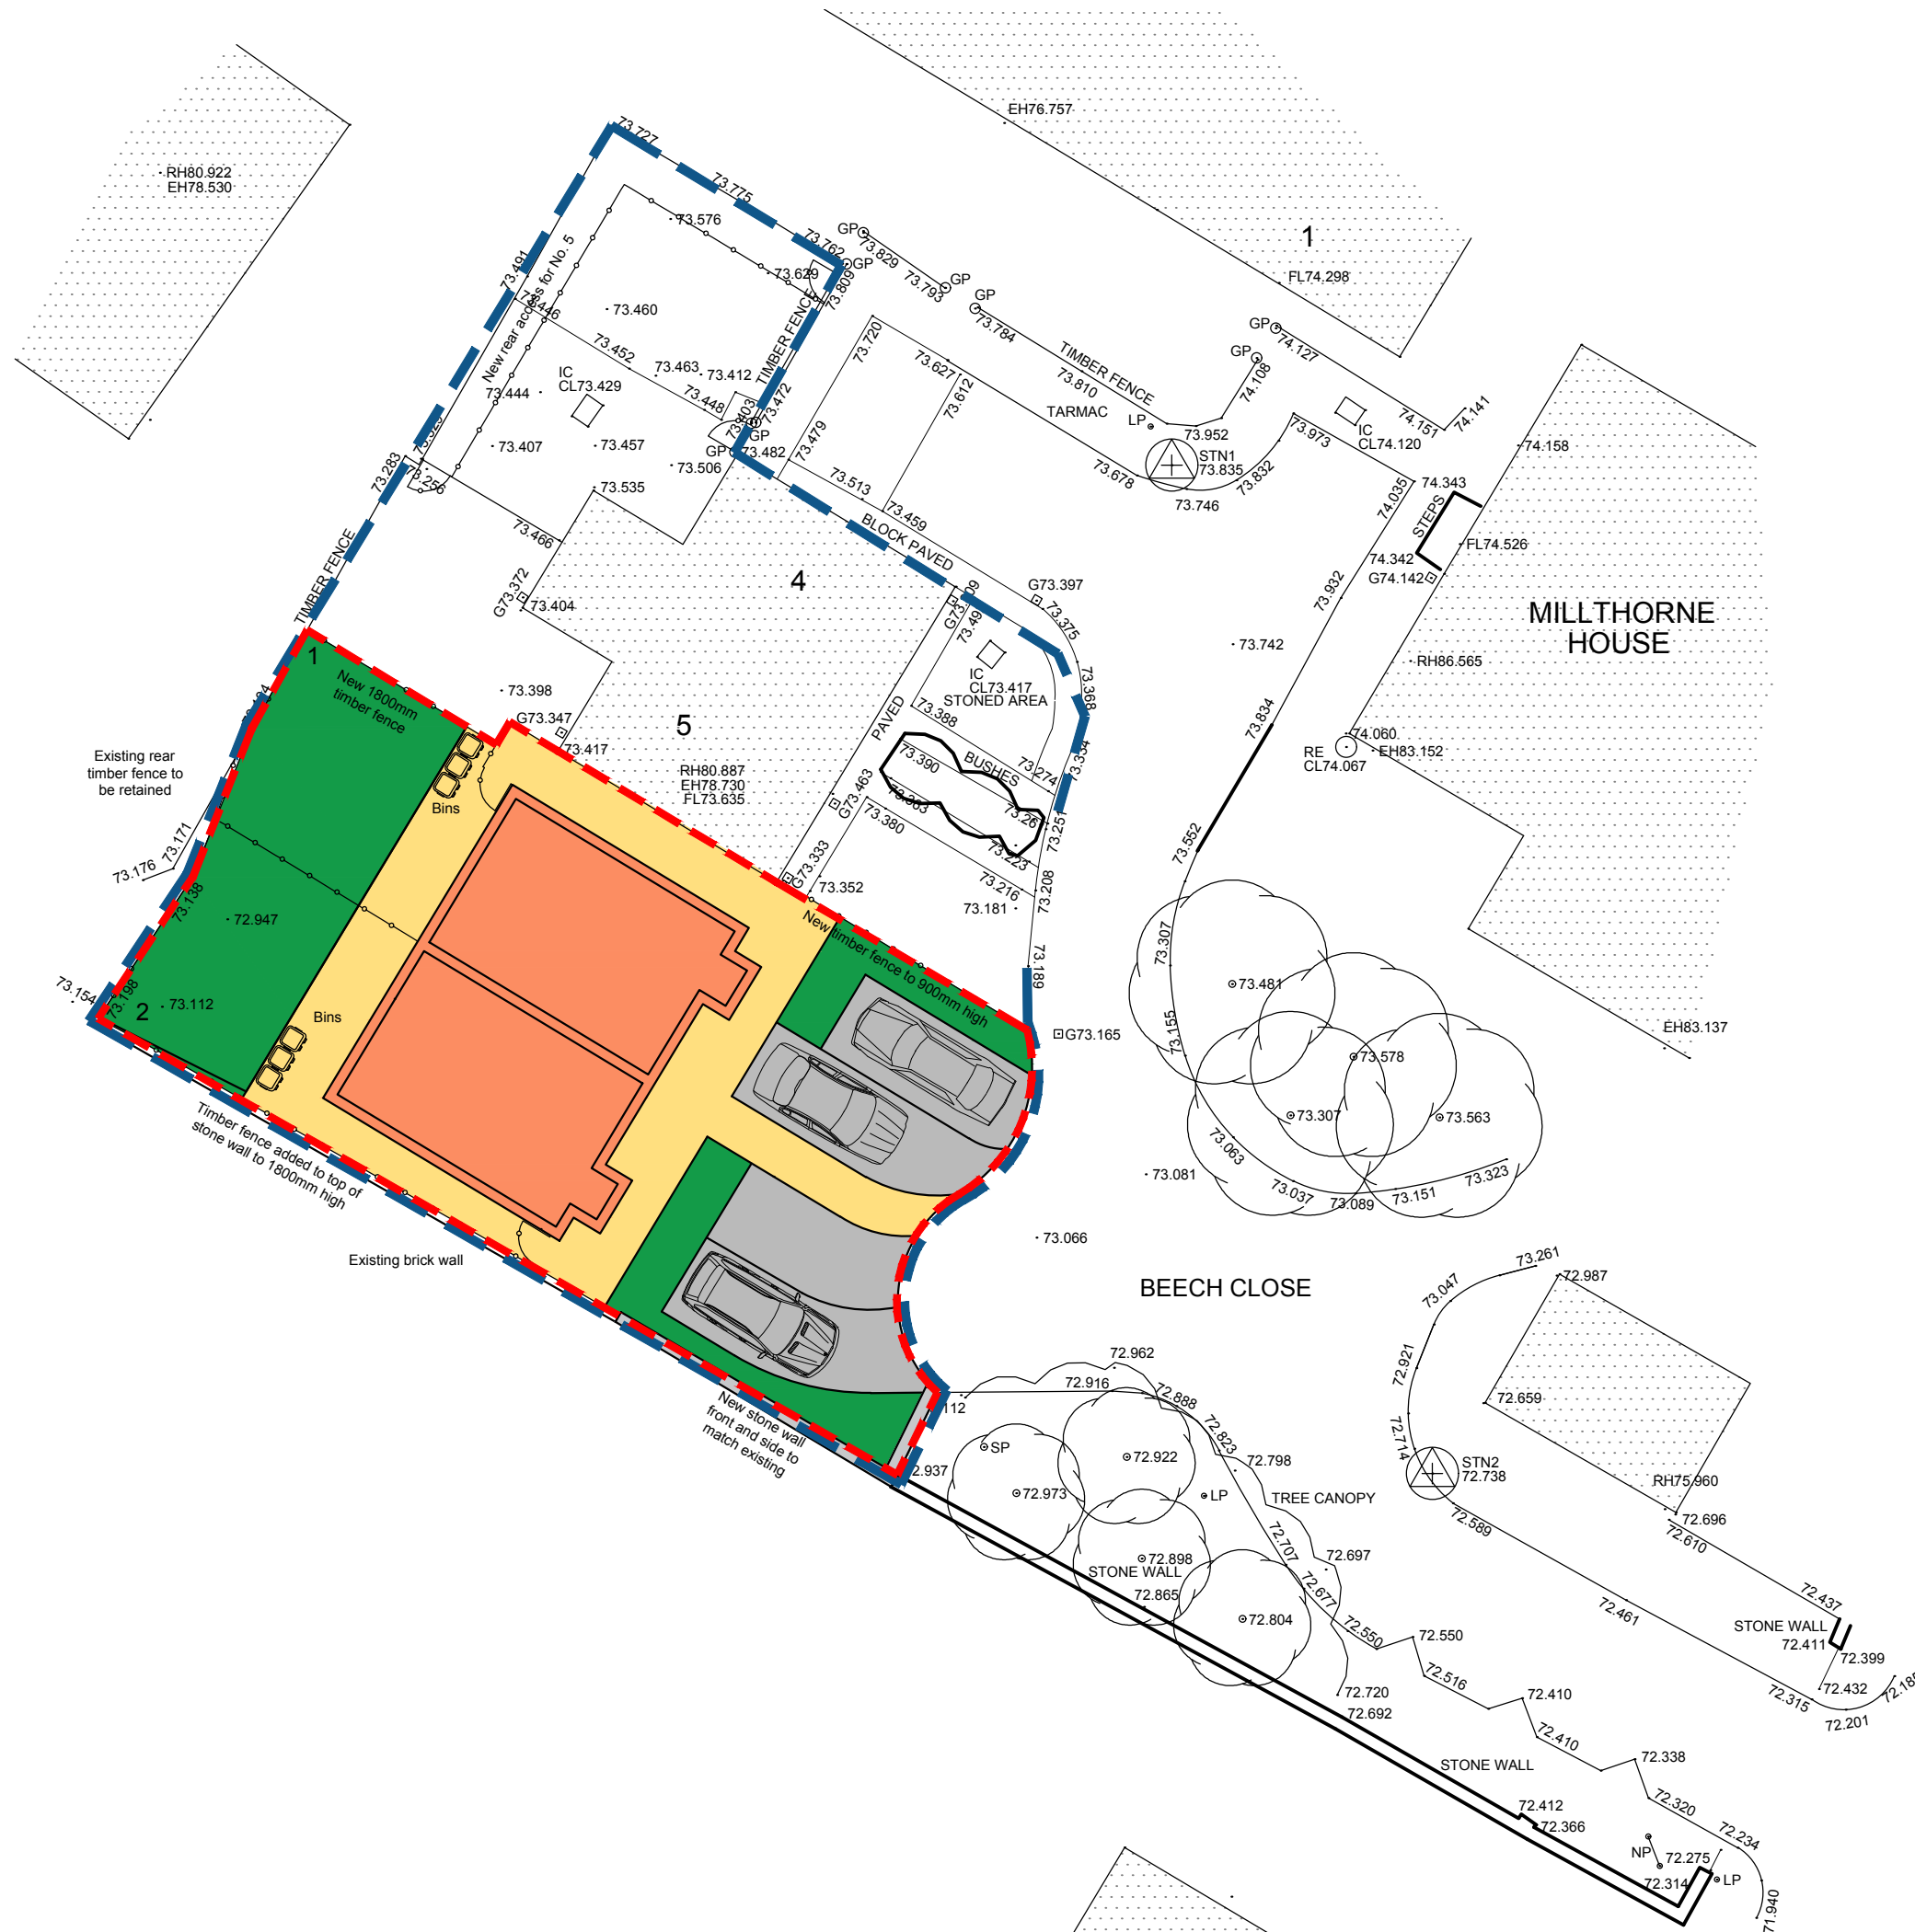 EH76.757
RH80.922
EH78.530
73.727
73.775
73.576
73.762
GP
GP
73.829
73.629
73.809
73.793
GP
GP
73.784
1
FL74.298
73.491
New rear access for No. 5
73.446
73.460
TIMBER FENCE
73.452
73.463
73.412
73.448
73.403
73.472
GP
GP
73.482
IC
CL73.429
73.444
73.407
73.457
73.506
73.535
73.283
73.256
73.466
73.720
73.627
73.612
73.479
73.513
73.459
BLOCK PAVED
TIMBER FENCE
73.810
TARMAC
LP
73.952
STN1
73.835
73.832
73.678
73.746
GP
GP
74.127
74.108
73.973
IC
CL74.120
74.151
74.141
74.158
74.035
74.343
STEPS
74.342
FL74.526
G74.142
73.932
MILLTHORNE
HOUSE
RH86.565
73.742
73.834
74.060
EH83.152
RE
CL74.067
73.552
TIMBER FENCE
G73.372
73.404
4
G73.397
73.375
73.368
73.334
IC
CL73.417
STONED AREA
PAVED
73.388
73.274
BUSHES
73.390
73.363
73.251
G73.463
73.380
73.223
73.216
73.208
G73.333
73.352
73.181
73.189
G73.165
73.398
G73.347
73.417
5
RH80.887
EH78.730
FL73.635
1
New 1800mm
timber fence
Existing rear
timber fence to
be retained
Bins
73.171
73.176
73.138
72.947
73.154
73.198
73.112
2
Bins
New timber fence to 900mm high
Timber fence added to top of
stone wall to 1800mm high
Existing brick wall
New stone wall
front and side to
match existing
73.307
73.481
73.155
73.578
73.307
73.563
73.063
73.081
73.037
73.089
73.151
73.323
73.066
EH83.137
BEECH CLOSE
73.261
73.047
72.987
72.921
72.659
72.714
STN2
72.738
RH75.960
72.696
72.610
72.589
72.962
72.916
72.888
72.823
72.798
SP
72.922
72.973
LP
TREE CANOPY
72.898
STONE WALL
72.865
72.707
72.697
72.677
72.804
72.550
72.550
72.516
72.720
72.692
72.410
72.410
72.338
72.320
72.234
STONE WALL
72.412
72.366
NP
72.275
72.314
LP
71.940
72.461
72.437
STONE WALL
72.411
72.399
72.432
72.315
72.201